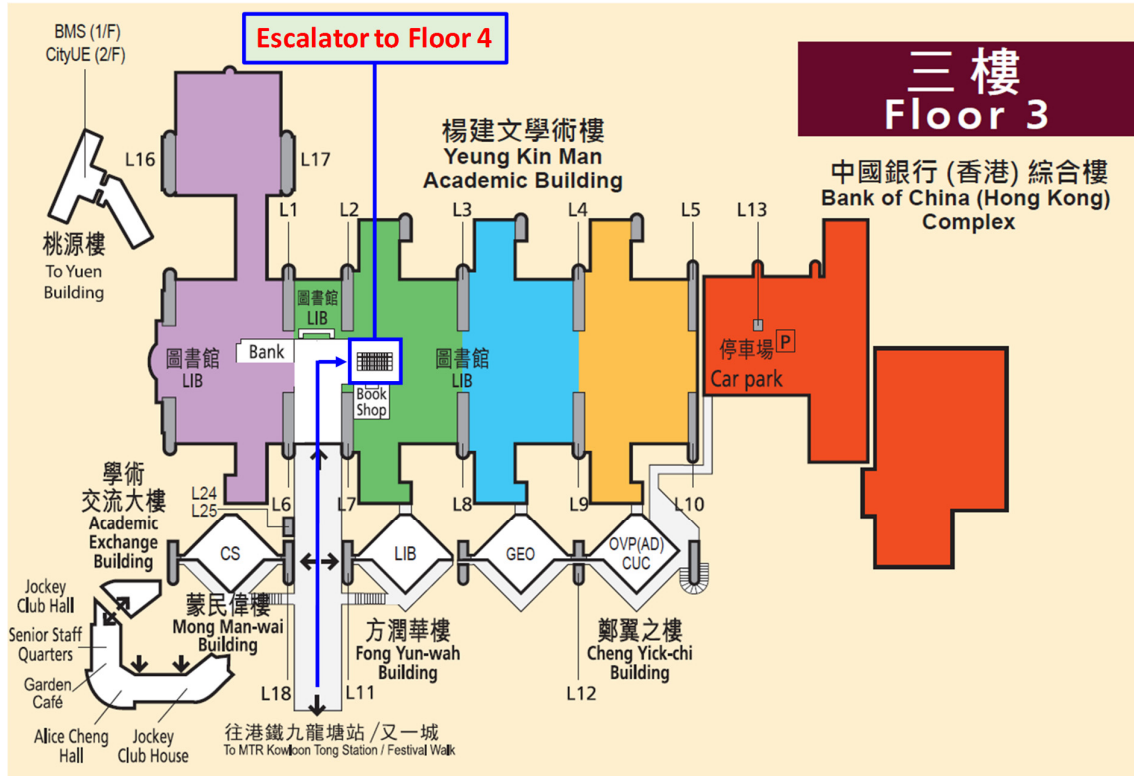 BMS (1/F)
CityUE (2/F)
Escalator to Floor 4
三樓
Floor 3
楊建文學術樓
Yeung Kin Man
Academic Building
中國銀行 (香港) 綜合樓
Bank of China (Hong Kong)
Complex
L16
L17
L1
L2
L3
L4
L5
L13
桃源樓
To Yuen
Building
圖書館
LIB
Bank
圖書館
LIB
Book
Shop
圖書館
LIB
停車場 P
Car park
學術
交流大樓
Academic
Exchange
Building
L24
L25
L6
L7
L8
L9
L10
CS
LIB
GEO
OVP(AD)
CUC
Jockey
Club Hall
Senior Staff
Quarters
Garden
Café
Alice Cheng
Hall
Jockey
Club House
蒙民偉樓
Mong Man-wai
Building
方潤華樓
Fong Yun-wah
Building
鄭翼之樓
Cheng Yick-chi
Building
L18
L11
L12
往港鐵九龍塘站 /又一城
To MTR Kowloon Tong Station / Festival Walk